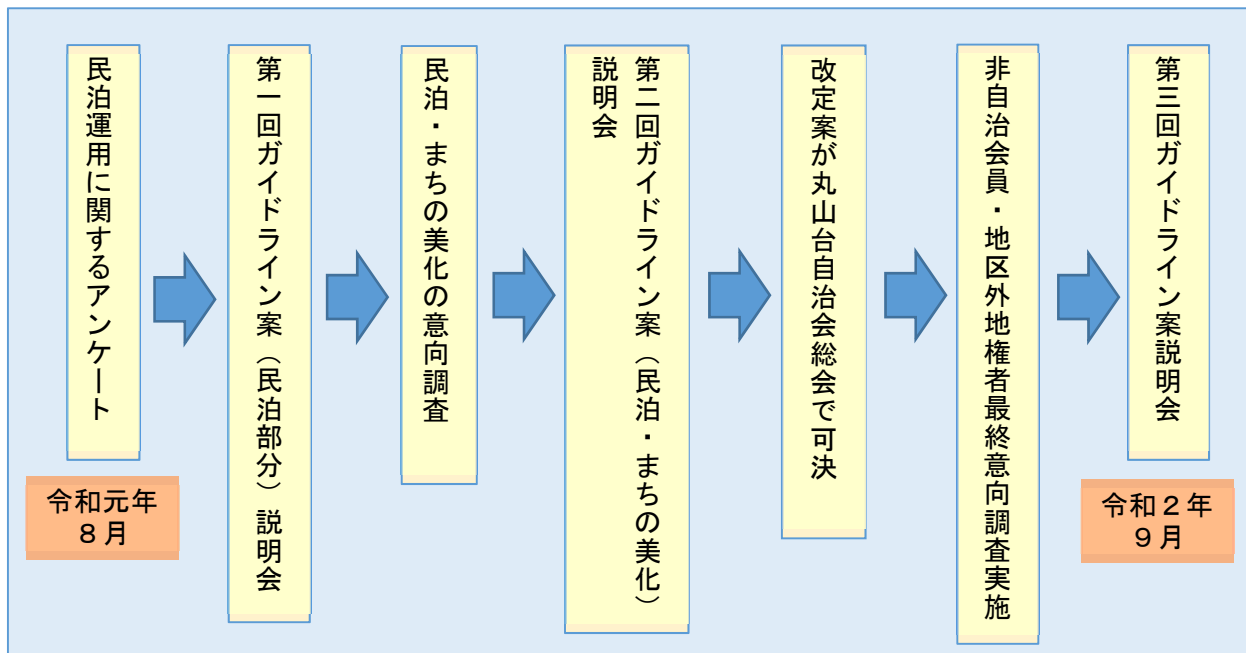 民泊運用に関するアンケート
令和元年
８月
第一回ガイドライン案（民泊部分）説明会
民泊・まちの美化の意向調査
第二回ガイドライン案（民泊・まちの美化）
説明会
改定案が丸山台自治会総会で可決
非自治会員・地区外地権者最終意向調査実施
第三回ガイドライン案説明会
令和２年
９月